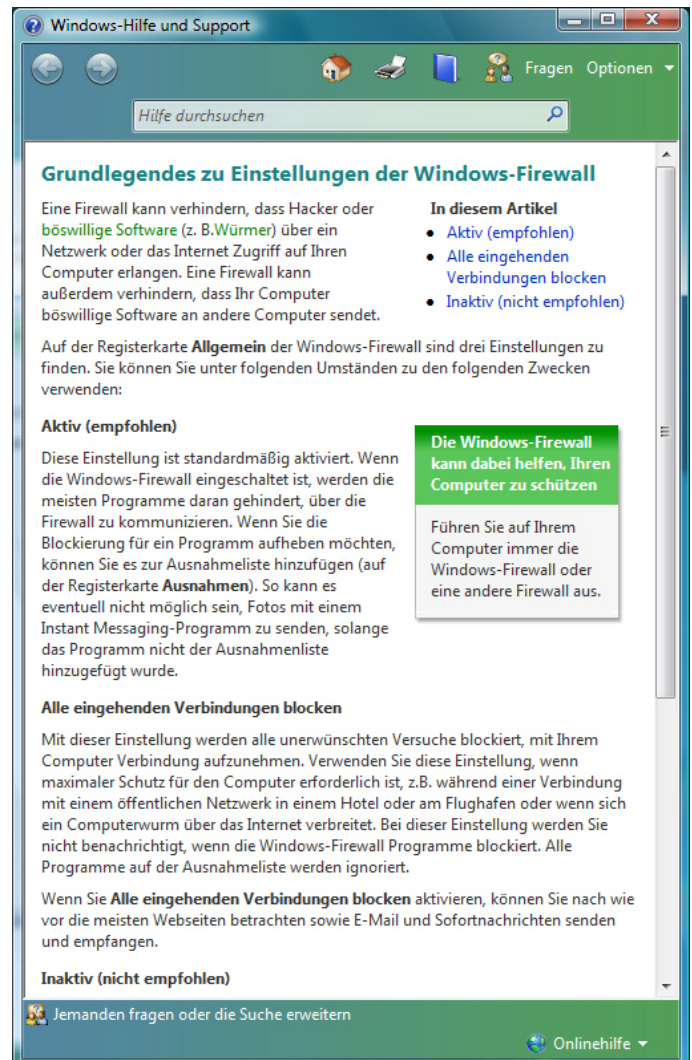 Windows-Hilfe und Support
Fragen Optionen
Hilfe durchsuchen
Grundlegendes zu Einstellungen der Windows-Firewall
Eine Firewall kann verhindern, dass Hacker oder
böswillige Software (z. B.Würmer) über ein
Netzwerk oder das Internet Zugriff auf Ihren
Computer erlangen. Eine Firewall kann
außerdem verhindern, dass Ihr Computer
böswillige Software an andere Computer sendet.
In diesem Artikel
• Aktiv (empfohlen)
• Alle eingehenden
Verbindungen blocken
• Inaktiv (nicht empfohlen)
Auf der Registerkarte Allgemein der Windows-Firewall sind drei Einstellungen zu
finden. Sie können Sie unter folgenden Umständen zu den folgenden Zwecken
verwenden:
Aktiv (empfohlen)
Diese Einstellung ist standardmäßig aktiviert. Wenn
die Windows-Firewall eingeschaltet ist, werden die
meisten Programme daran gehindert, über die
Firewall zu kommunizieren. Wenn Sie die
Blockierung für ein Programm aufheben möchten,
können Sie es zur Ausnahmeliste hinzufügen (auf
der Registerkarte Ausnahmen). So kann es
eventuell nicht möglich sein, Fotos mit einem
Instant Messaging-Programm zu senden, solange
das Programm nicht der Ausnahmenliste
hinzugefügt wurde.
Die Windows-Firewall
kann dabei helfen, Ihren
Computer zu schützen
Führen Sie auf Ihrem
Computer immer die
Windows-Firewall oder
eine andere Firewall aus.
Alle eingehenden Verbindungen blocken
Mit dieser Einstellung werden alle unerwünschten Versuche blockiert, mit Ihrem
Computer Verbindung aufzunehmen. Verwenden Sie diese Einstellung, wenn
maximaler Schutz für den Computer erforderlich ist, z.B. während einer Verbindung
mit einem öffentlichen Netzwerk in einem Hotel oder am Flughafen oder wenn sich
ein Computerwurm über das Internet verbreitet. Bei dieser Einstellung werden Sie
nicht benachrichtigt, wenn die Windows-Firewall Programme blockiert. Alle
Programme auf der Ausnahmeliste werden ignoriert.
Wenn Sie Alle eingehenden Verbindungen blocken aktivieren, können Sie nach wie
vor die meisten Webseiten betrachten sowie E-Mail und Sofortnachrichten senden
und empfangen.
Inaktiv (nicht empfohlen)
Jemanden fragen oder die Suche erweitern
Onlinehilfe